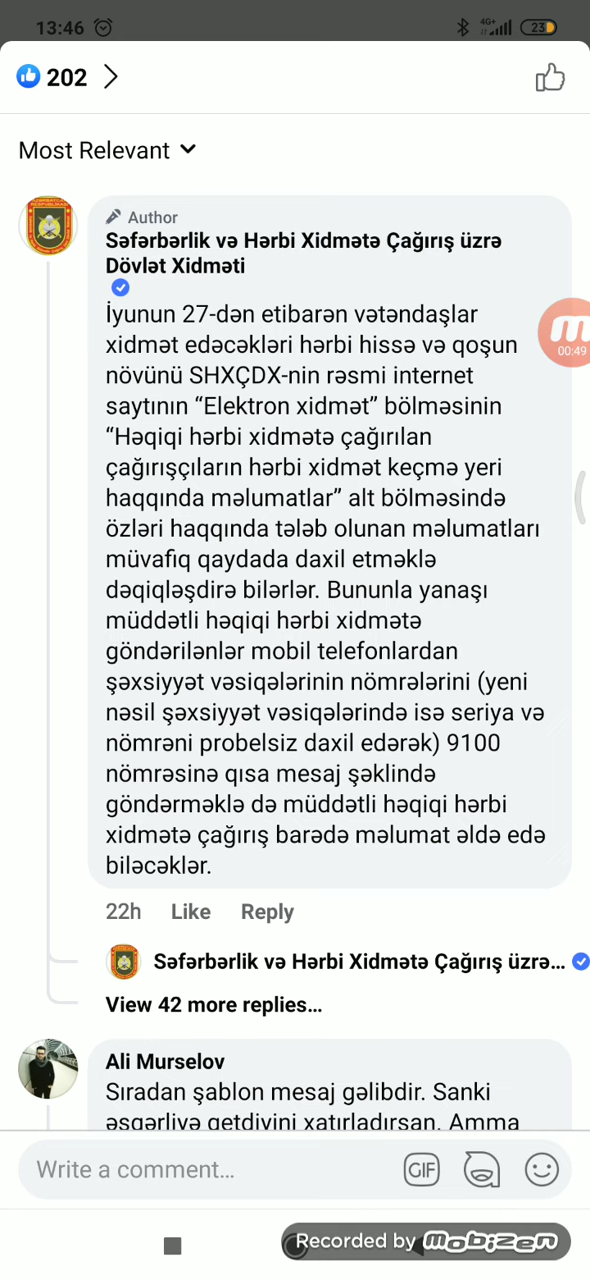 13:46
4G+
23
202
Most Relevant
Author
Səfərbərlik və Hərbi Xidmətə Çağırış üzrə
Dövlət Xidməti
İyunun 27-dən etibarən vətəndaşlar
xidmət edəcəkləri hərbi hissə və qoşun
növünü SHXÇDX-nin rəsmi internet
saytının “Elektron xidmət” bölməsinin
“Həqiqi hərbi xidmətə çağırılan
çağırışçıların hərbi xidmət keçmə yeri
haqqında məlumatlar” alt bölməsində
özləri haqqında tələb olunan məlumatları
müvafiq qaydada daxil etməklə
dəqiqləşdirə bilərlər. Bununla yanaşı
müddətli həqiqi hərbi xidmətə
göndərilənlər mobil telefonlardan
şəxsiyyət vəsiqələrinin nömrələrini (yeni
nəsil şəxsiyyət vəsiqələrində isə seriya və
nömrəni probelsiz daxil edərək) 9100
nömrəsinə qısa mesaj şəklində
göndərməklə də müddətli həqiqi hərbi
xidmətə çağırış barədə məlumat əldə edə
biləcəklər.
00:49
22h Like Reply
Səfərbərlik və Hərbi Xidmətə Çağırış üzrə...
View 42 more replies...
Ali Murselov
Sıradan şablon mesaj gəlibdir. Sanki
əsgərliyə getdiyini xatırladırsan. Amma
Write a comment...
GIF
Recorded by mobizen